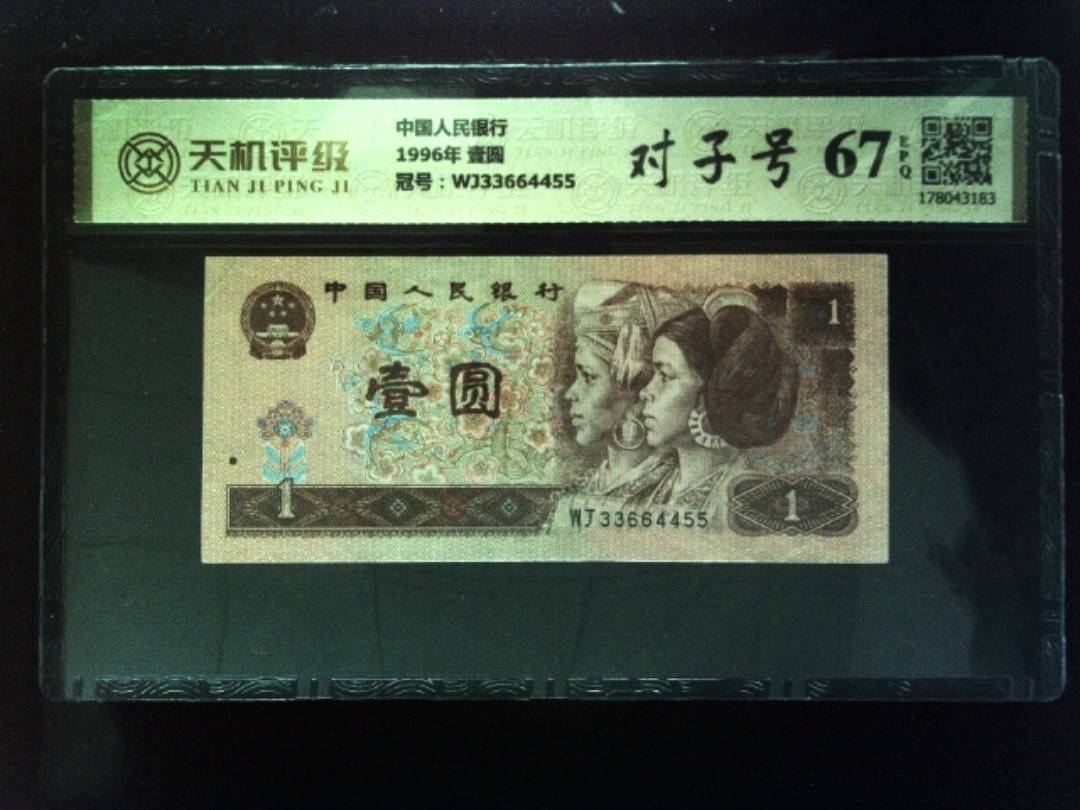 天机评级
TIAN JI PING JI
中国人民银行
1996年 壹圆
冠号：WJ33664455
对子号 67
EPQ
178043183
中国人民银行
1
壹圆
1
WJ33664455
1